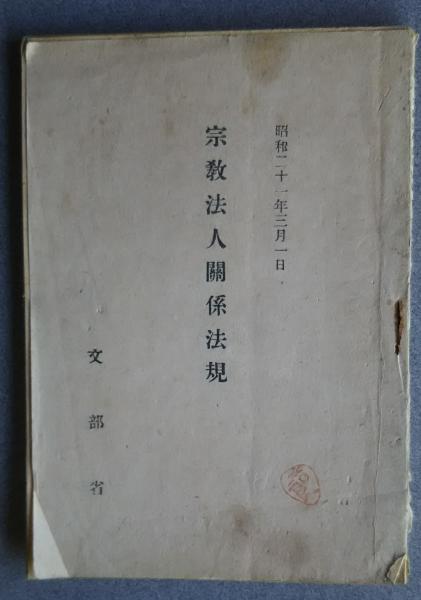 昭和二十一年三月一日
宗敎法人關係法規
文部省